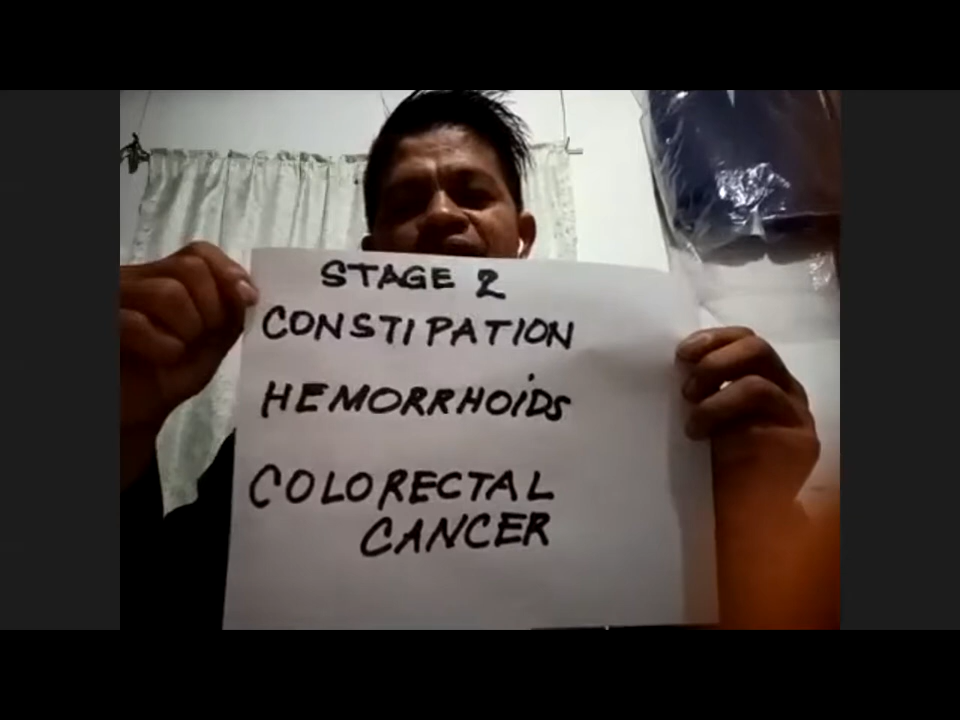 STAGE 2
CONSTIPATION
HEMORRHOiDS
COLORECTAL
CANCER